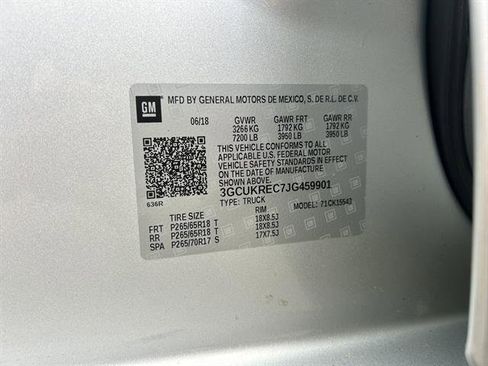 GM
MFD BY GENERAL MOTORS DE MEXICO, S. DE R.L. DE C.V.
06/18 GVWR GAWR FRT GAWR RR
3266 KG 1792 KG 1792 KG
7200 LB 3950 LB 3950 LB
THIS VEHICLE CONFORMS TO ALL
APPLICABLE U.S. FEDERAL MOTOR
VEHICLE SAFETY STANDARDS IN EFFECT ON
THE DATE OF MANUFACTURE
SHOWN ABOVE.
3GCUKREC7JG459901
636R TYPE: TRUCK MODEL: 71CK15543
TIRE SIZE RIM
FRT P265/65R18 T 18X8.5J
RR P265/65R18 T 18X8.5J
SPA P265/70R17 S 17X7.5J